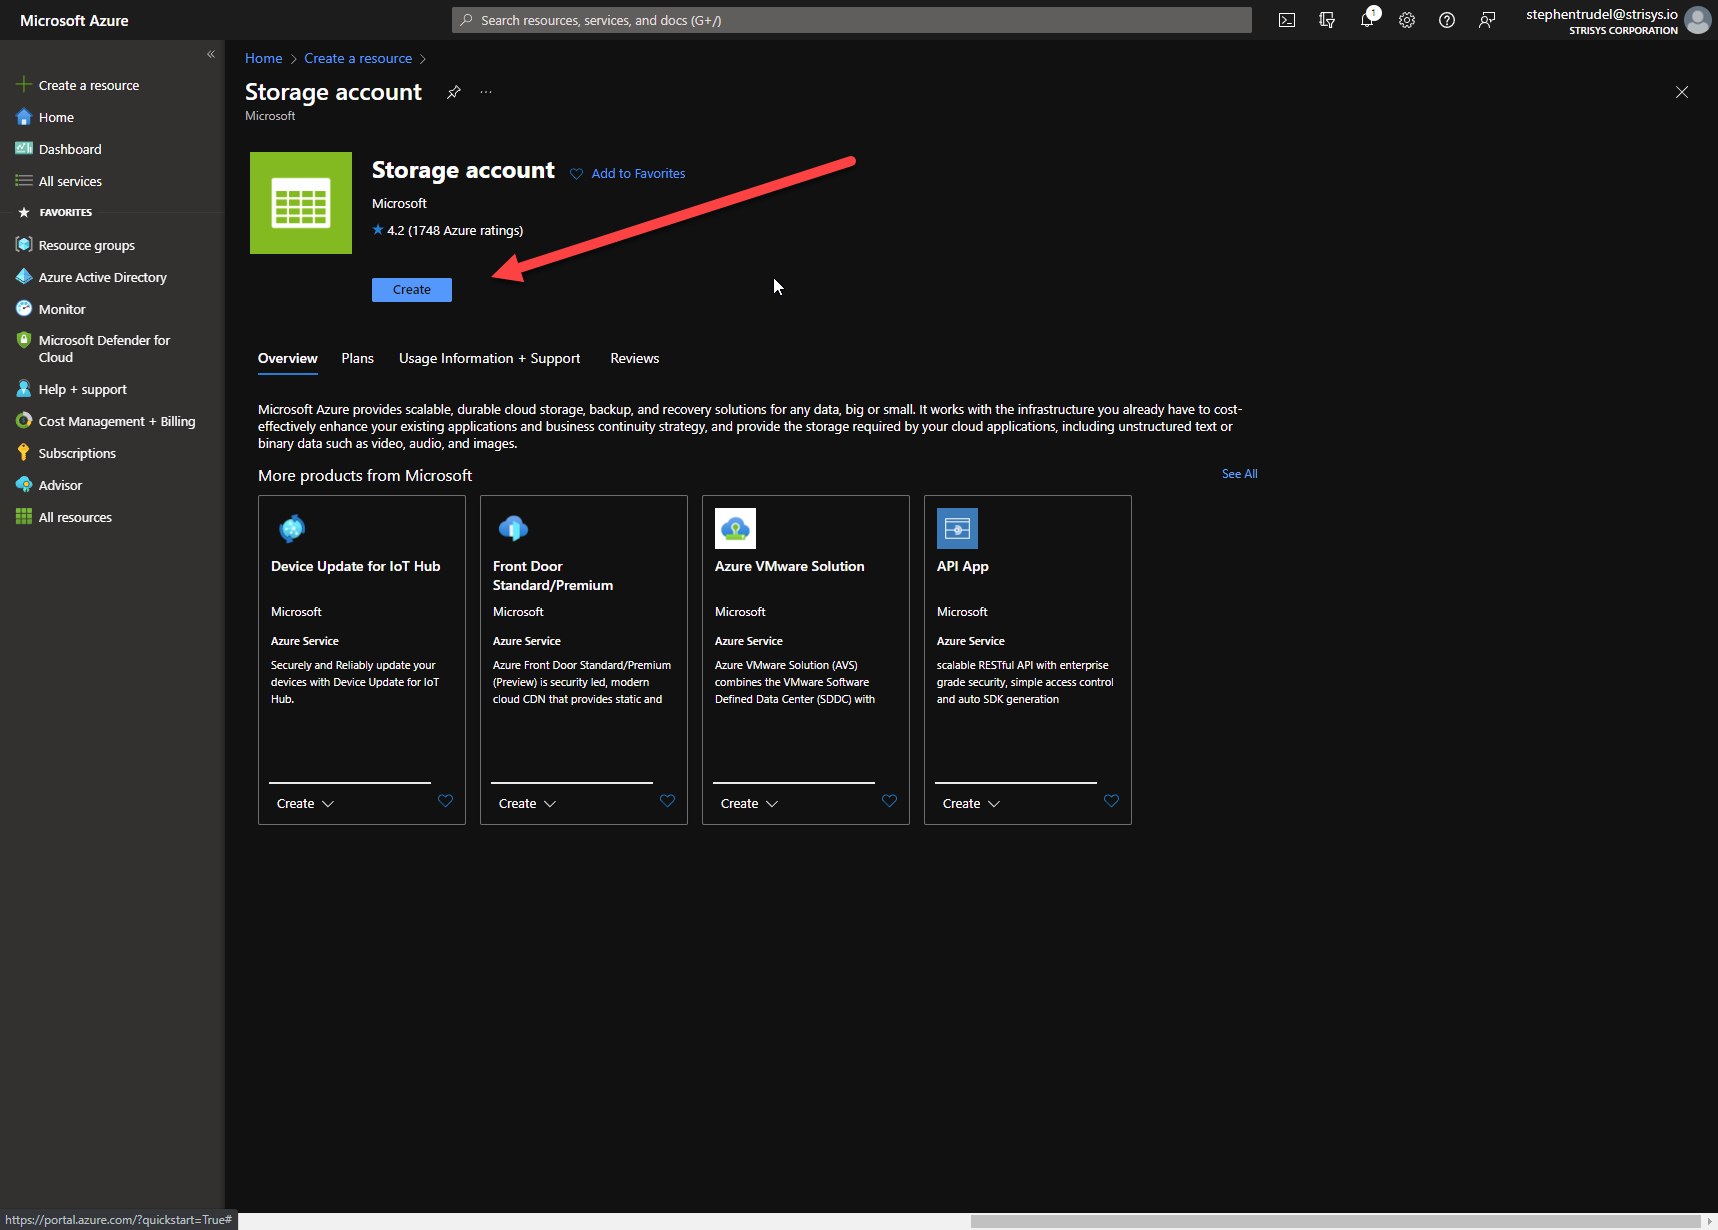 Microsoft Azure
Search resources, services, and docs (G+/)
1
stephentrudel@strisys.io
STRISYS CORPORATION
Create a resource
Home
Dashboard
All services
FAVORITES
Resource groups
Azure Active Directory
Monitor
Microsoft Defender for
Cloud
Help + support
Cost Management + Billing
Subscriptions
Advisor
All resources
Home > Create a resource >
Storage account
Microsoft
Storage account
Add to Favorites
Microsoft
4.2 (1748 Azure ratings)
Create
Overview
Plans
Usage Information + Support
Reviews
Microsoft Azure provides scalable, durable cloud storage, backup, and recovery solutions for any data, big or small. It works with the infrastructure you already have to cost-
effectively enhance your existing applications and business continuity strategy, and provide the storage required by your cloud applications, including unstructured text or
binary data such as video, audio, and images.
More products from Microsoft
See All
Device Update for IoT Hub
Microsoft
Azure Service
Securely and Reliably update your
devices with Device Update for IoT
Hub.
Create
Front Door
Standard/Premium
Microsoft
Azure Service
Azure Front Door Standard/Premium
(Preview) is security led, modern
cloud CDN that provides static and
Create
Azure VMware Solution
Microsoft
Azure Service
Azure VMware Solution (AVS)
combines the VMware Software
Defined Data Center (SDDC) with
Create
API App
Microsoft
Azure Service
scalable RESTful API with enterprise
grade security, simple access control
and auto SDK generation
Create
https://portal.azure.com/?quickstart=True#